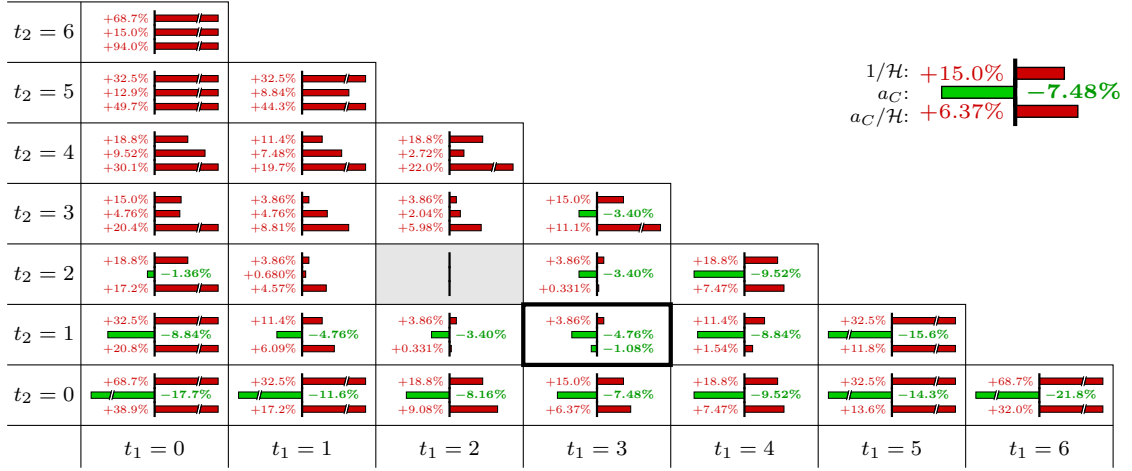 t₂ = 6 +68.7% +15.0% +94.0%
1/ℋ: +15.0%
a_C: −7.48%
a_C/ℋ: +6.37%
t₂ = 5 +32.5% +12.9% +49.7% +32.5% +8.84% +44.3%
t₂ = 4 +18.8% +9.52% +30.1% +11.4% +7.48% +19.7% +18.8% +2.72% +22.0%
t₂ = 3 +15.0% +4.76% +20.4% +3.86% +4.76% +8.81% +3.86% +2.04% +5.98% +15.0% −3.40% +11.1%
t₂ = 2 +18.8% −1.36% +17.2% +3.86% +0.680% +4.57% +3.86% −3.40% +0.331% +18.8% −9.52% +7.47%
t₂ = 1 +32.5% −8.84% +20.8% +11.4% −4.76% +6.09% +3.86% −3.40% +0.331% +3.86% −4.76% −1.08% +11.4% −8.84% +1.54% +32.5% −15.6% +11.8%
t₂ = 0 +68.7% −17.7% +38.9% +32.5% −11.6% +17.2% +18.8% −8.16% +9.08% +15.0% −7.48% +6.37% +18.8% −9.52% +7.47% +32.5% −14.3% +13.6% +68.7% −21.8% +32.0%
t₁ = 0 t₁ = 1 t₁ = 2 t₁ = 3 t₁ = 4 t₁ = 5 t₁ = 6